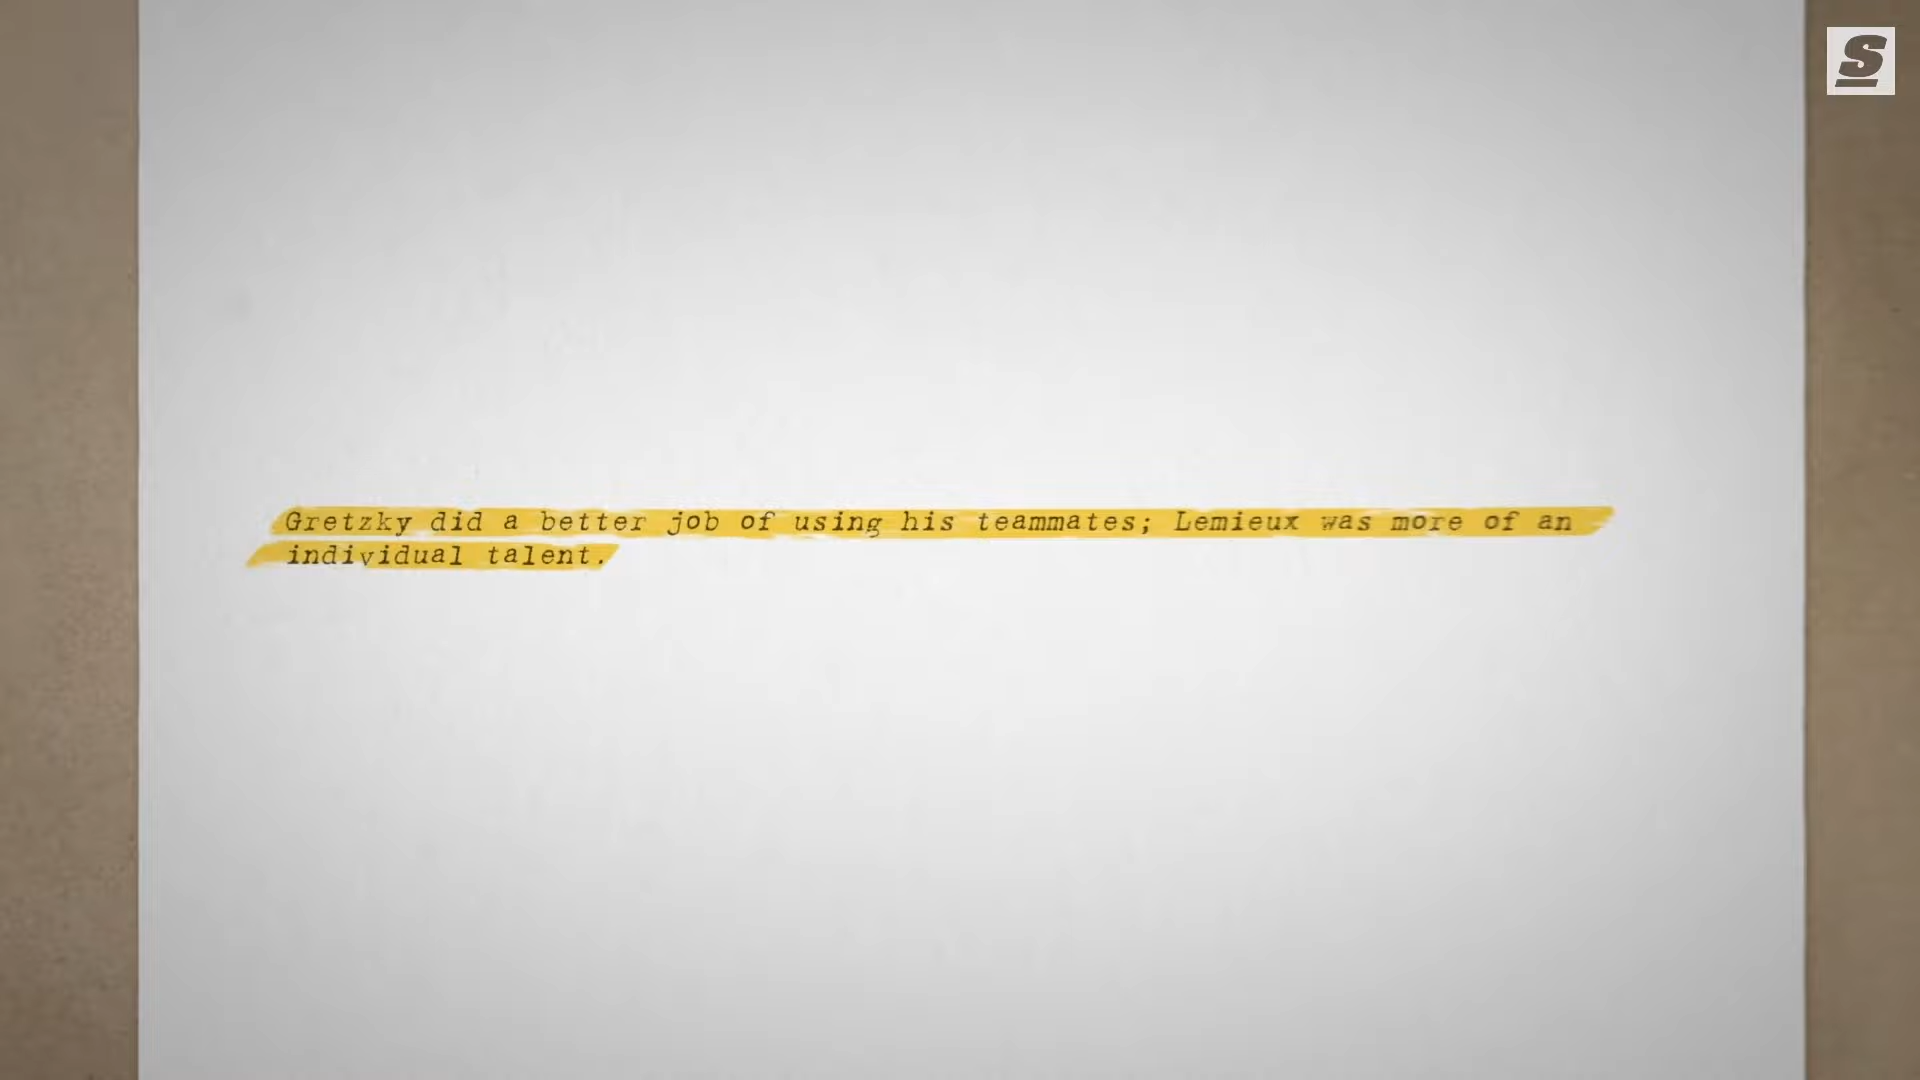 S
Gretzky did a better job of using his teammates; Lemieux was more of an
individual talent.